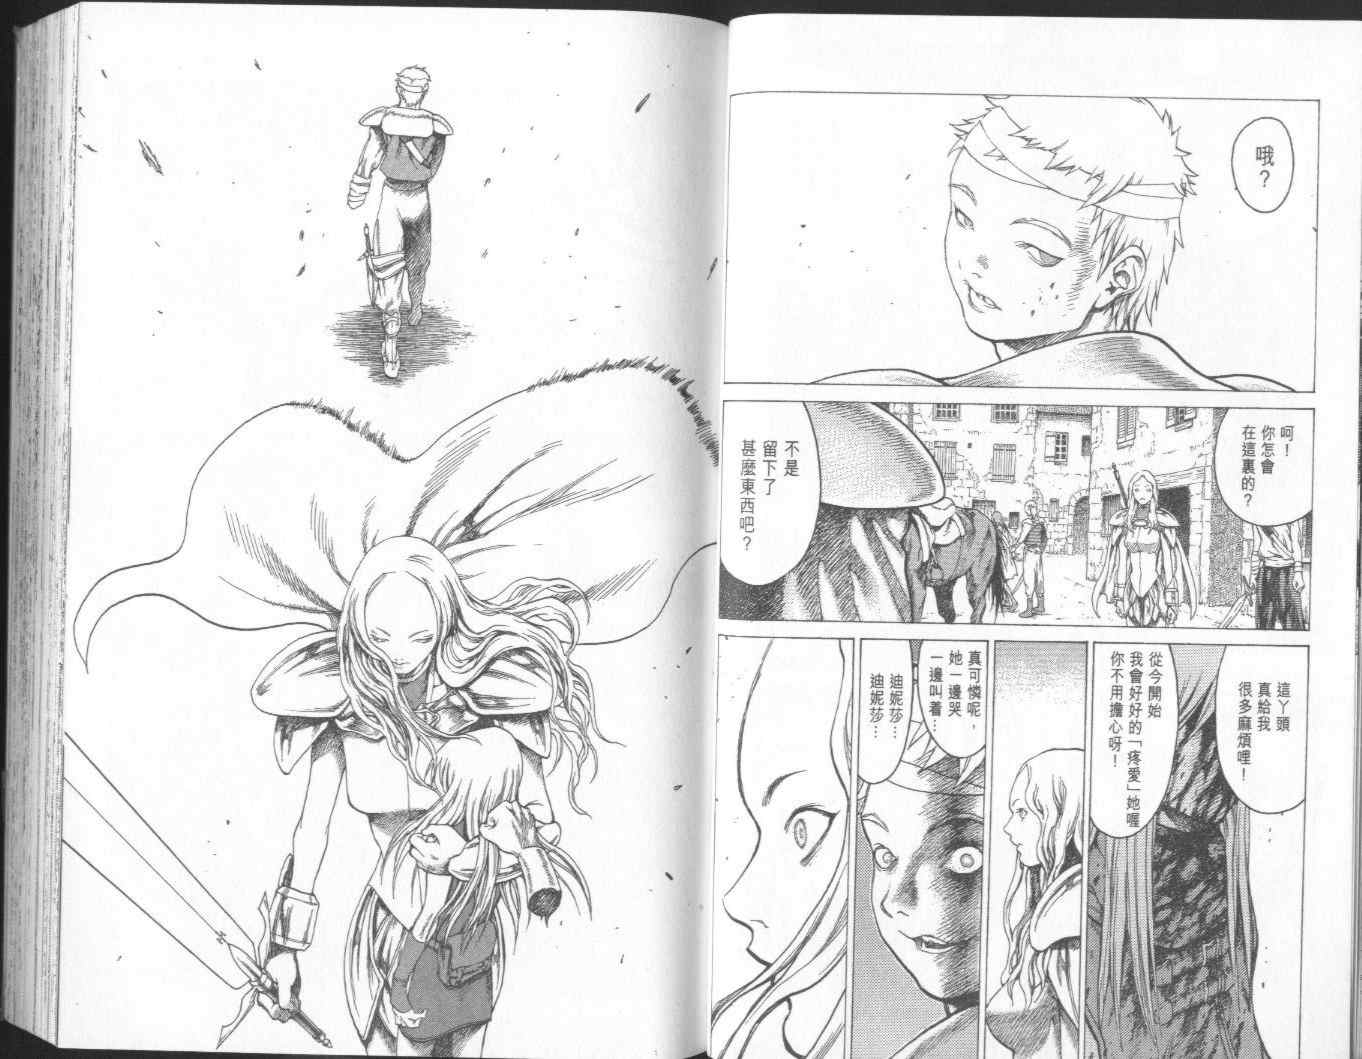 哦？
呵！
你怎會
在這裏的？
不是
留下了
甚麼東西吧？
這丫頭
真給我
很多麻煩哩！
從今開始
我會好好的「疼愛」她喔
你不用擔心呀！
真可憐呢，
她一邊哭
一邊叫着…
迪妮莎…
迪妮莎…